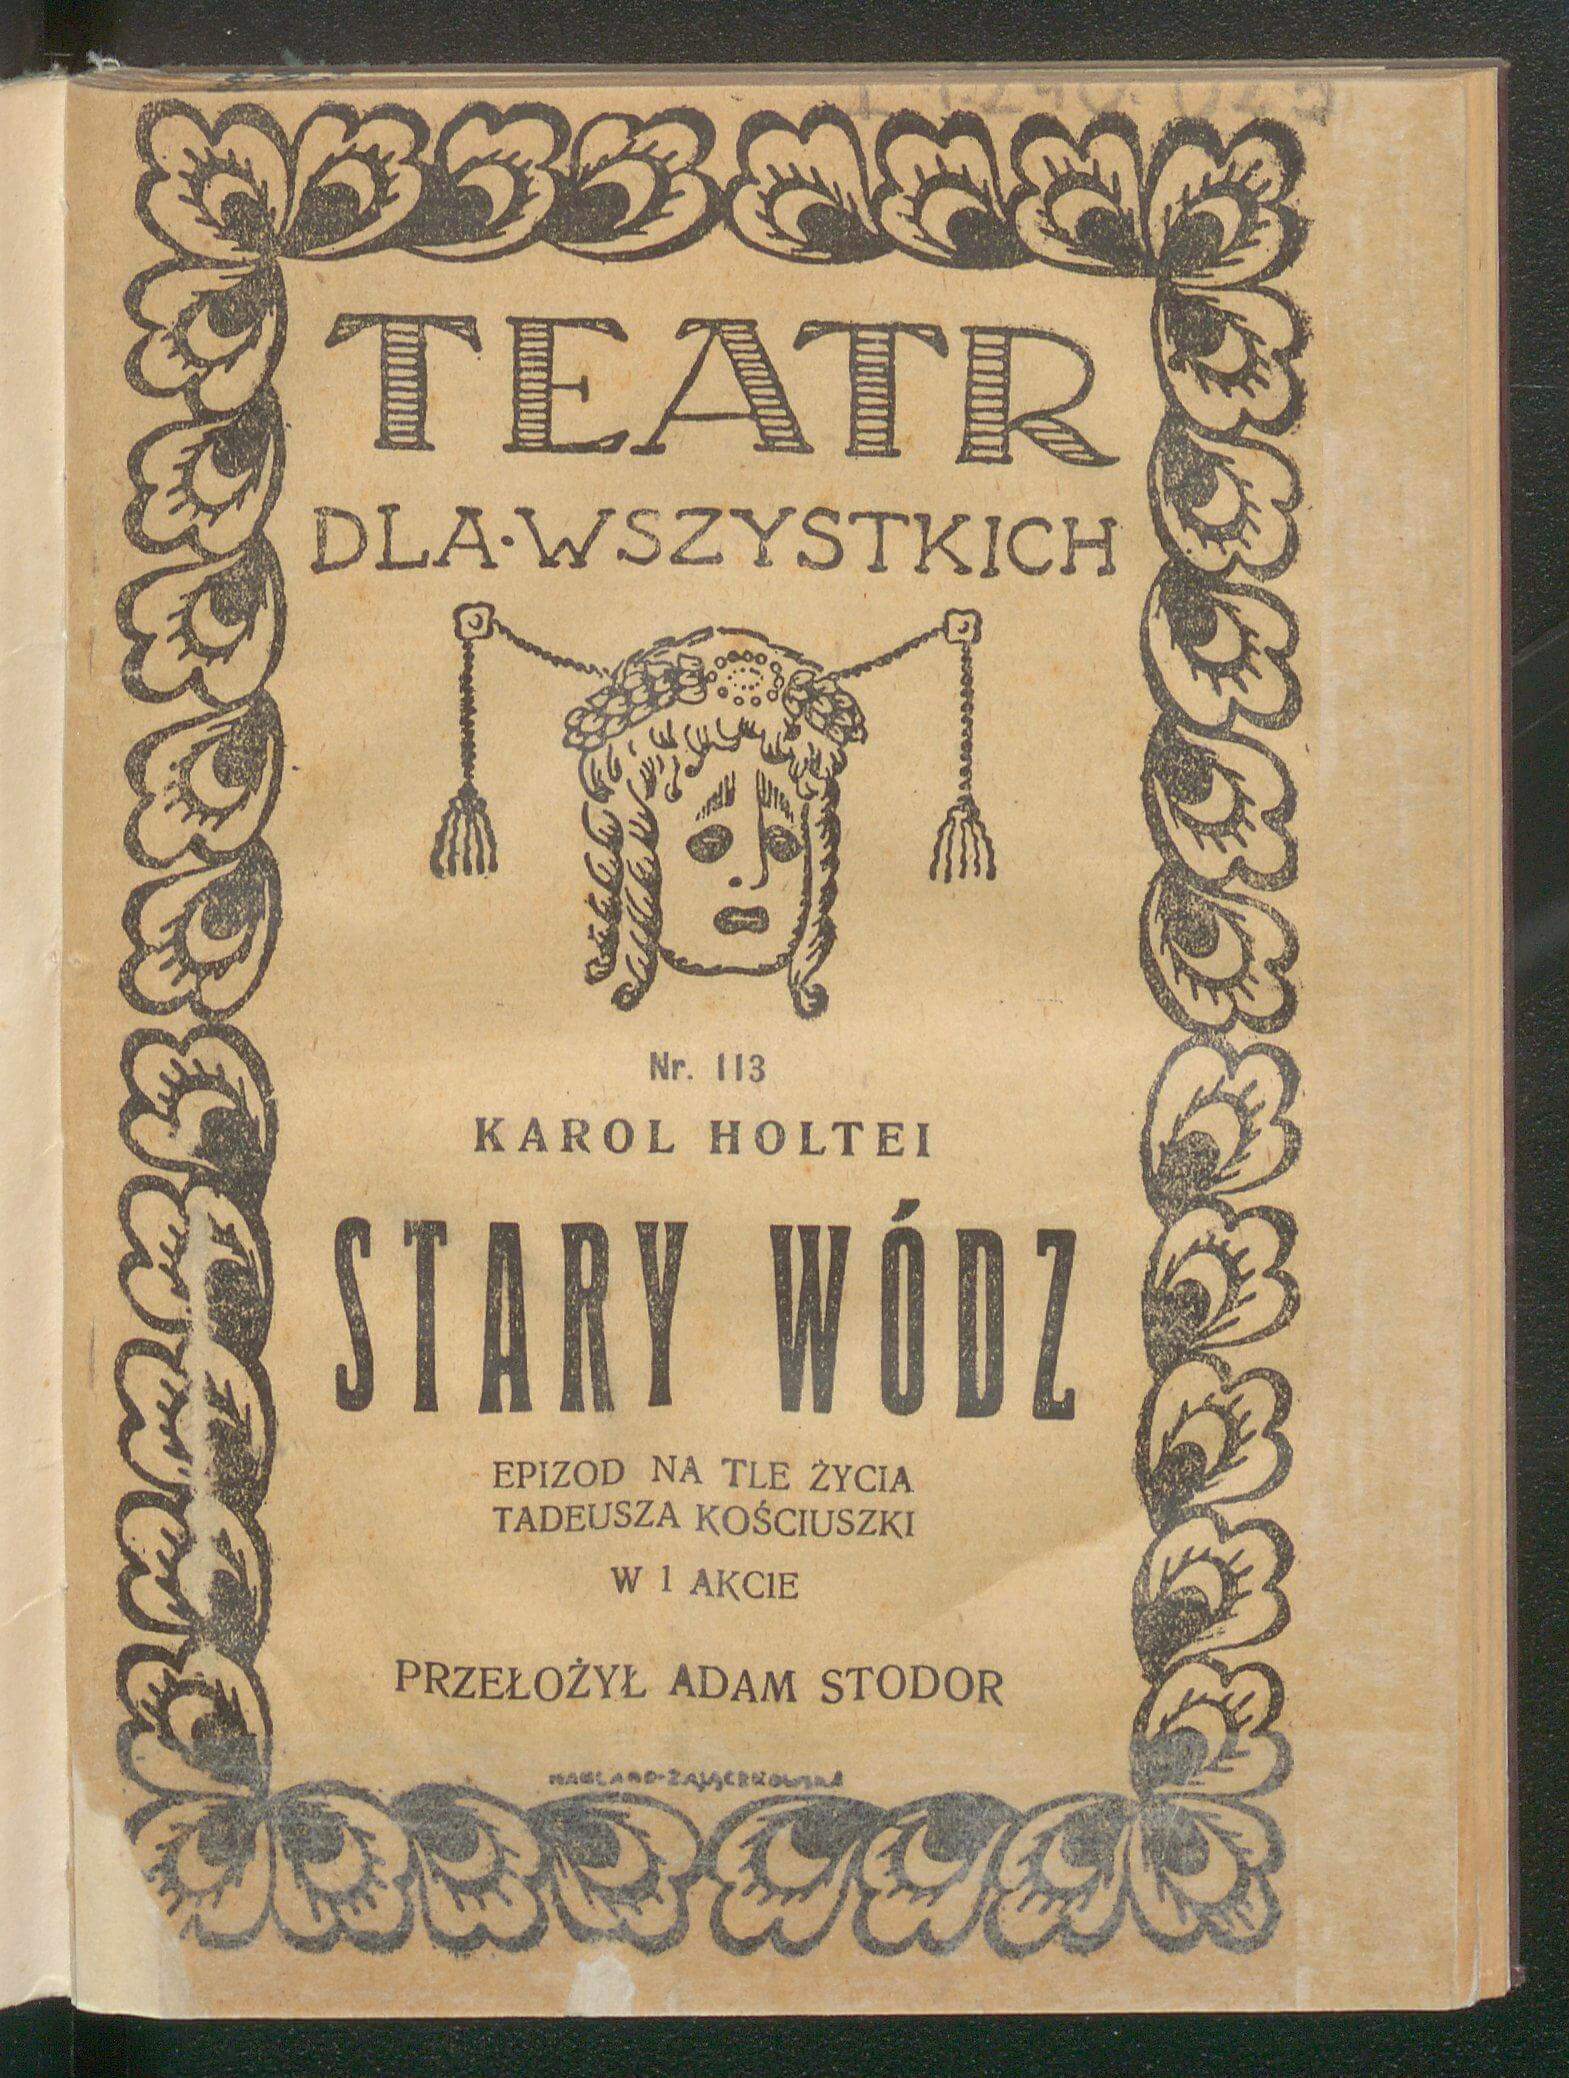 TEATR
DLA·WSZYSTKICH
Nr. 113
KAROL HOLTEI
STARY WÓDZ
EPIZOD NA TLE ŻYCIA
TADEUSZA KOŚCIUSZKI
W 1 AKCIE
PRZEŁOŻYŁ ADAM STODOR